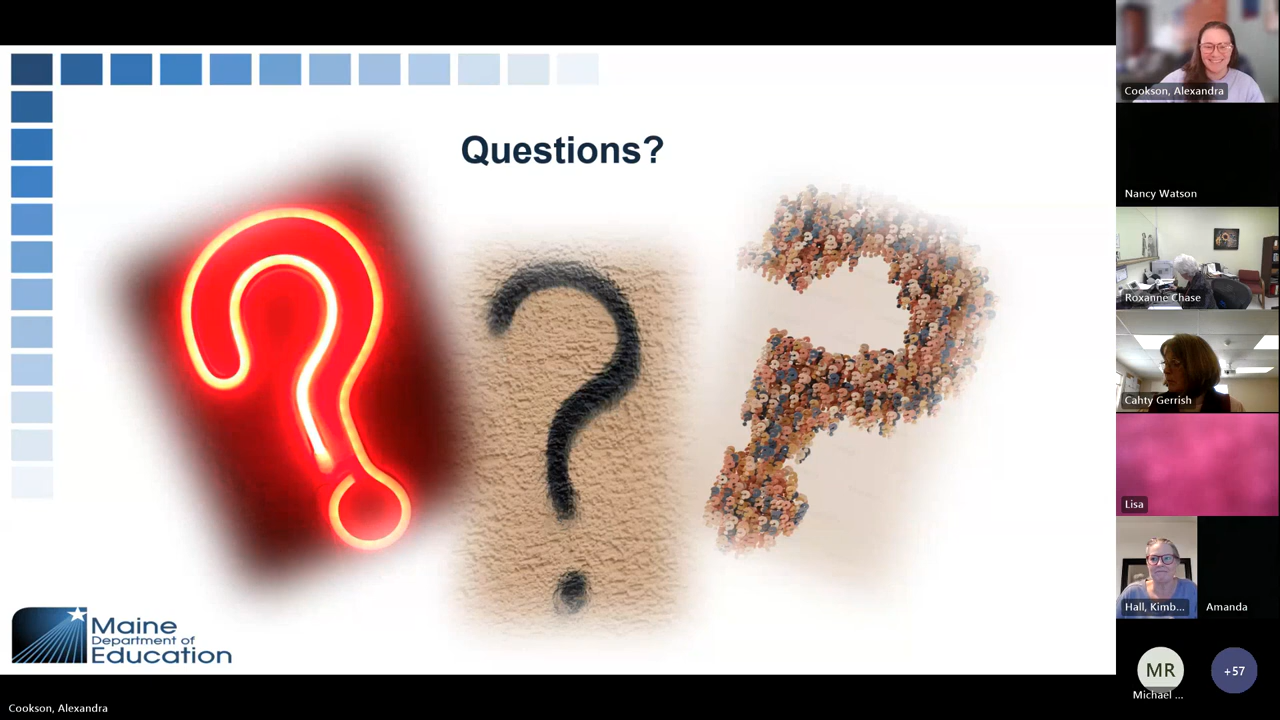 Questions?
Maine
Department of
Education
Cookson, Alexandra
Cookson, Alexandra
Nancy Watson
Roxanne Chase
Cahty Gerrish
Lisa
Hall, Kimb...
Amanda
MR
Michael ...
+57